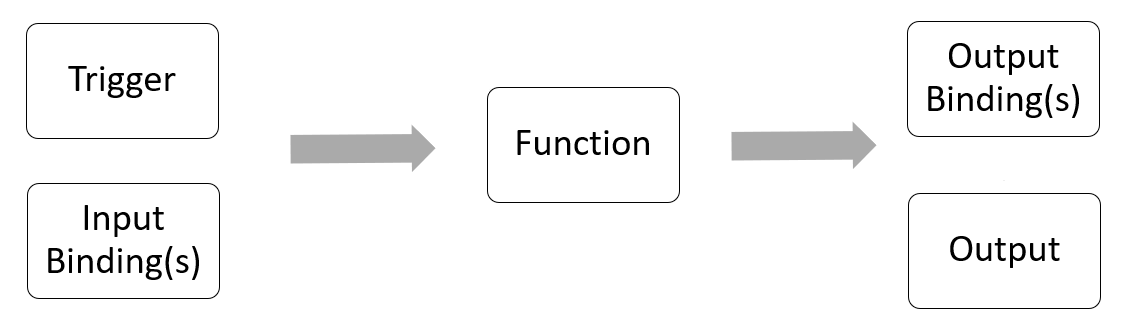 Trigger
Input
Binding(s)
Function
Output
Binding(s)
Output